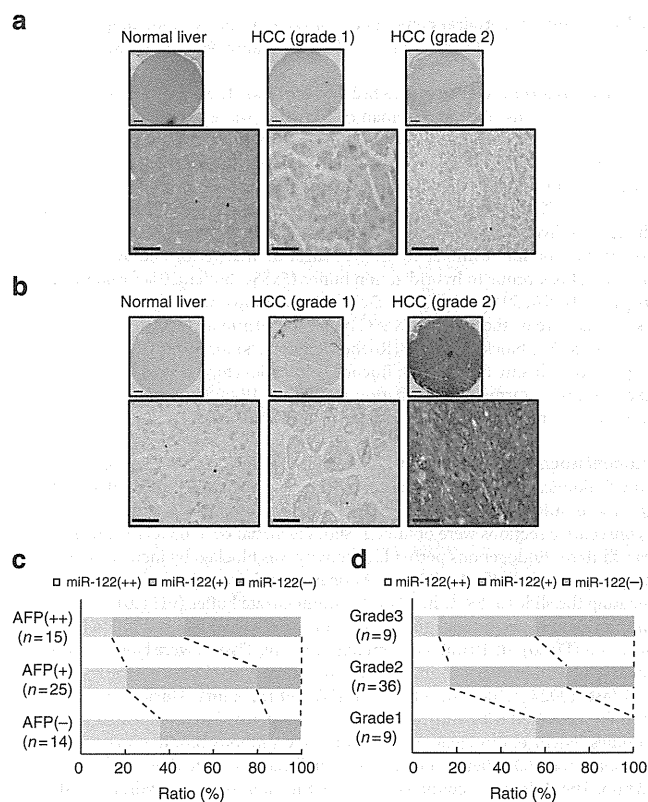 a
Normal liver HCC (grade 1) HCC (grade 2)
b
Normal liver HCC (grade 1) HCC (grade 2)
c
miR-122(++) miR-122(+) miR-122(–)
AFP(++)
(n=15)
AFP(+)
(n=25)
AFP(–)
(n=14)
0 20 40 60 80 100
Ratio (%)
d
miR-122(++) miR-122(+) miR-122(–)
Grade3
(n=9)
Grade2
(n=36)
Grade1
(n=9)
0 20 40 60 80 100
Ratio (%)